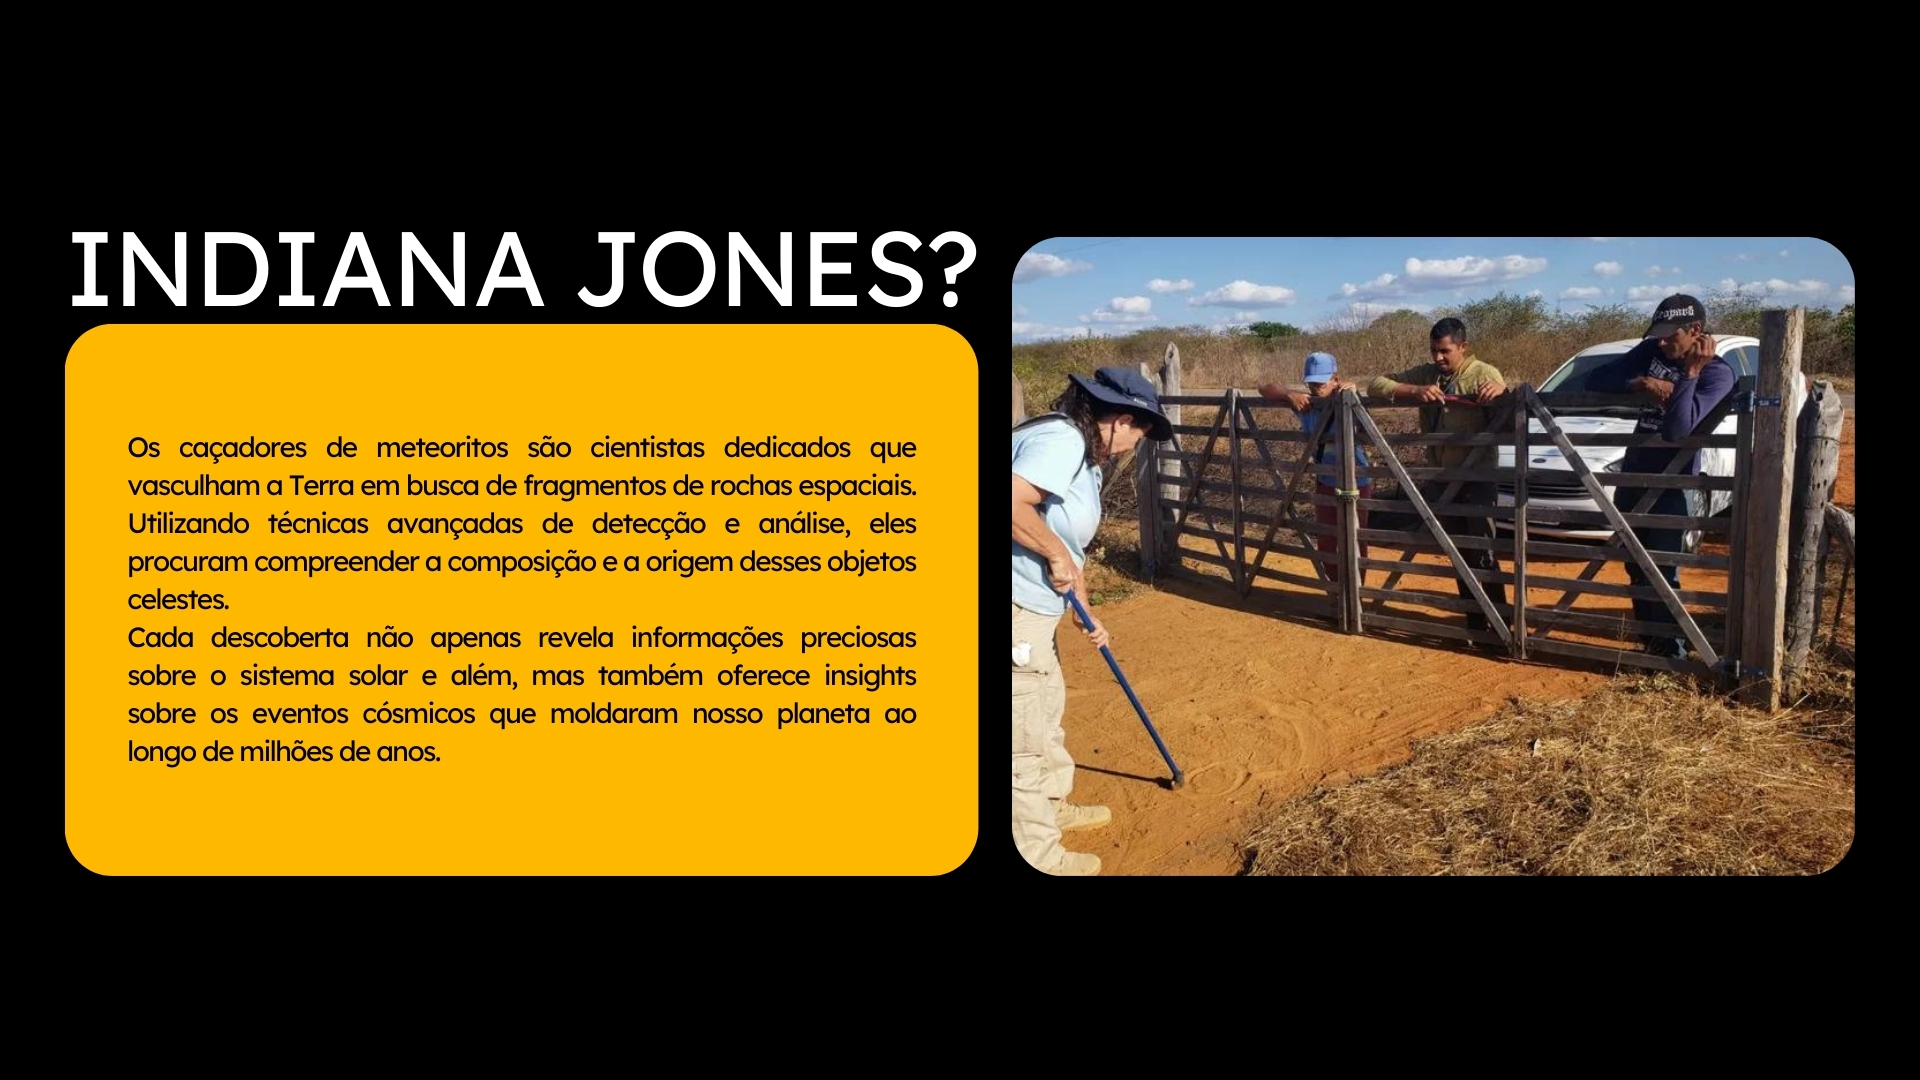 INDIANA JONES?
Os caçadores de meteoritos são cientistas dedicados que
vasculham a Terra em busca de fragmentos de rochas espaciais.
Utilizando técnicas avançadas de detecção e análise, eles
procuram compreender a composição e a origem desses objetos
celestes.
Cada descoberta não apenas revela informações preciosas
sobre o sistema solar e além, mas também oferece insights
sobre os eventos cósmicos que moldaram nosso planeta ao
longo de milhões de anos.